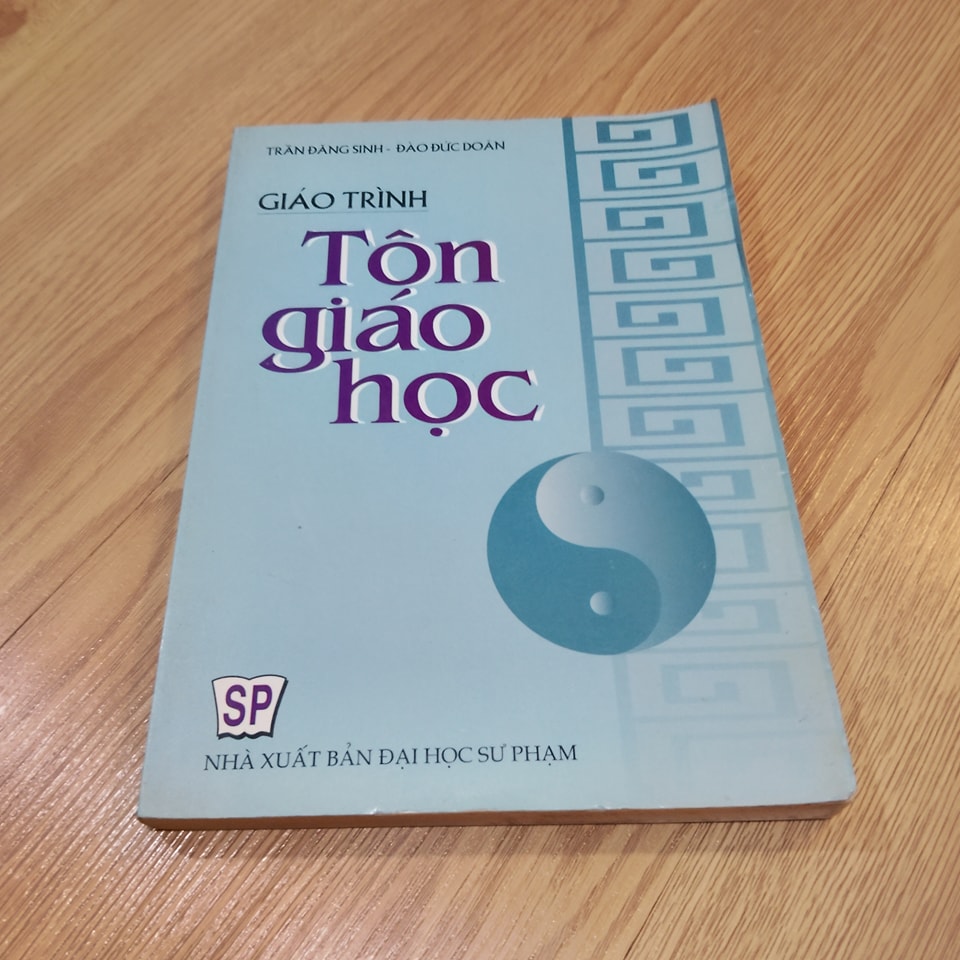 TRẦN ĐĂNG SINH - ĐÀO ĐỨC DOÃN
GIÁO TRÌNH
Tôn
giáo
học
SP
NHÀ XUẤT BẢN ĐẠI HỌC SƯ PHẠM